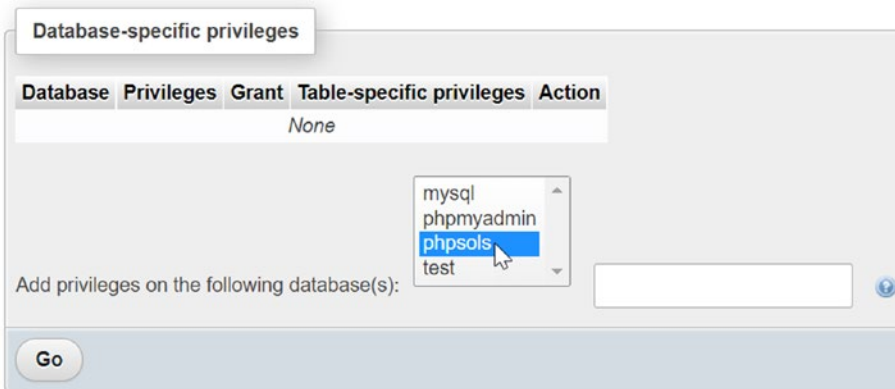 Database-specific privileges
Database Privileges Grant Table-specific privileges Action
None
mysql
phpmyadmin
phpsols
test
Add privileges on the following database(s):
Go